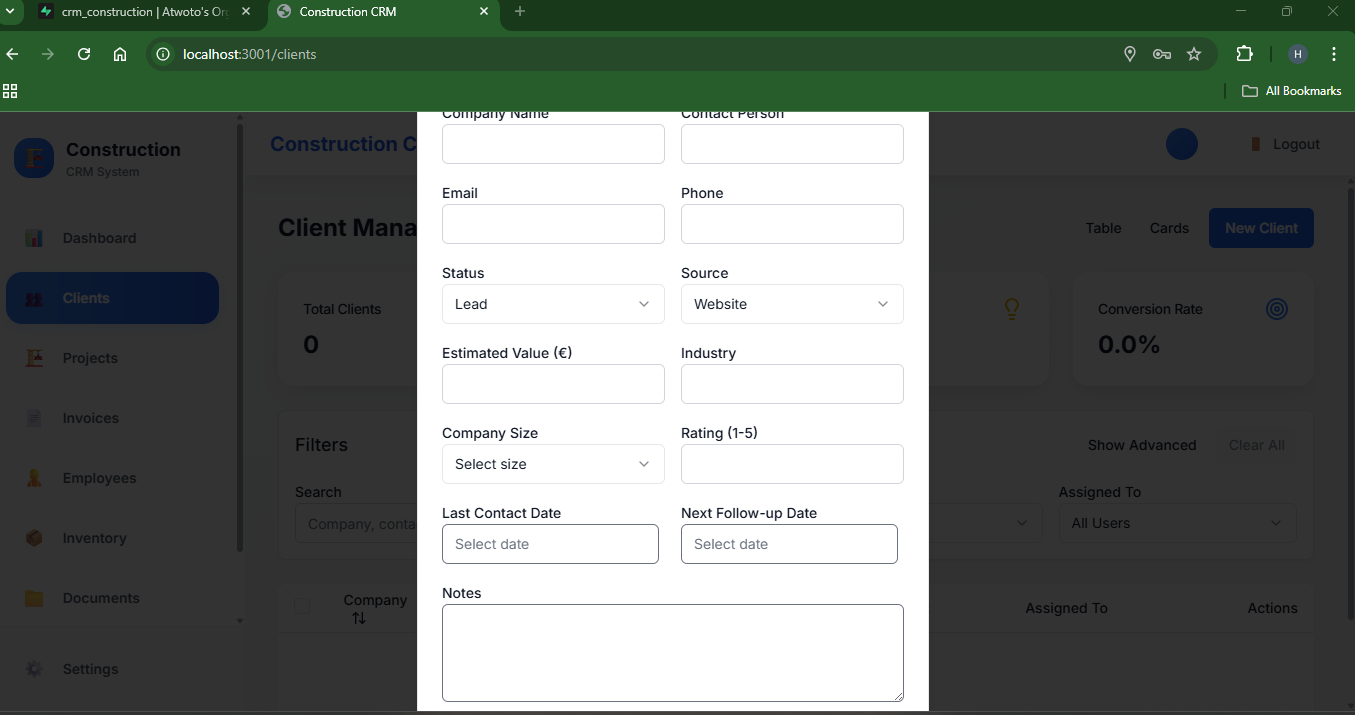 crm_construction | Atwoto's Or
Construction CRM
localhost:3001/clients
H
All Bookmarks
Construction
CRM System
Dashboard
Clients
Projects
Invoices
Employees
Inventory
Documents
Settings
Construction C
Logout
Client Mana
Table
Cards
New Client
Total Clients
0
Conversion Rate
0.0%
Filters
Show Advanced
Clear All
Search
Company, conta
Assigned To
All Users
Company
Assigned To
Actions
Company Name
Contact Person
Email
Phone
Status
Source
Lead
Website
Estimated Value (€)
Industry
Company Size
Rating (1-5)
Select size
Last Contact Date
Next Follow-up Date
Select date
Select date
Notes